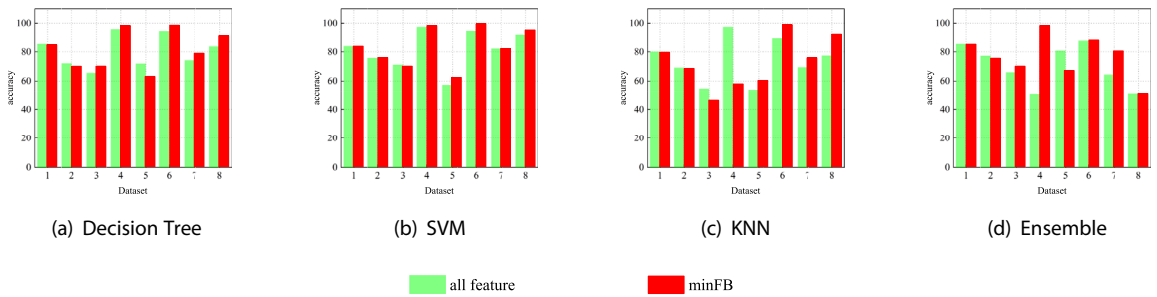 100
80
60
40
20
0
accuracy
1 2 3 4 5 6 7 8
Dataset
(a) Decision Tree
100
80
60
40
20
0
accuracy
1 2 3 4 5 6 7 8
Dataset
(b) SVM
100
80
60
40
20
0
accuracy
1 2 3 4 5 6 7 8
Dataset
(c) KNN
100
80
60
40
20
0
accuracy
1 2 3 4 5 6 7 8
Dataset
(d) Ensemble
all feature
minFB